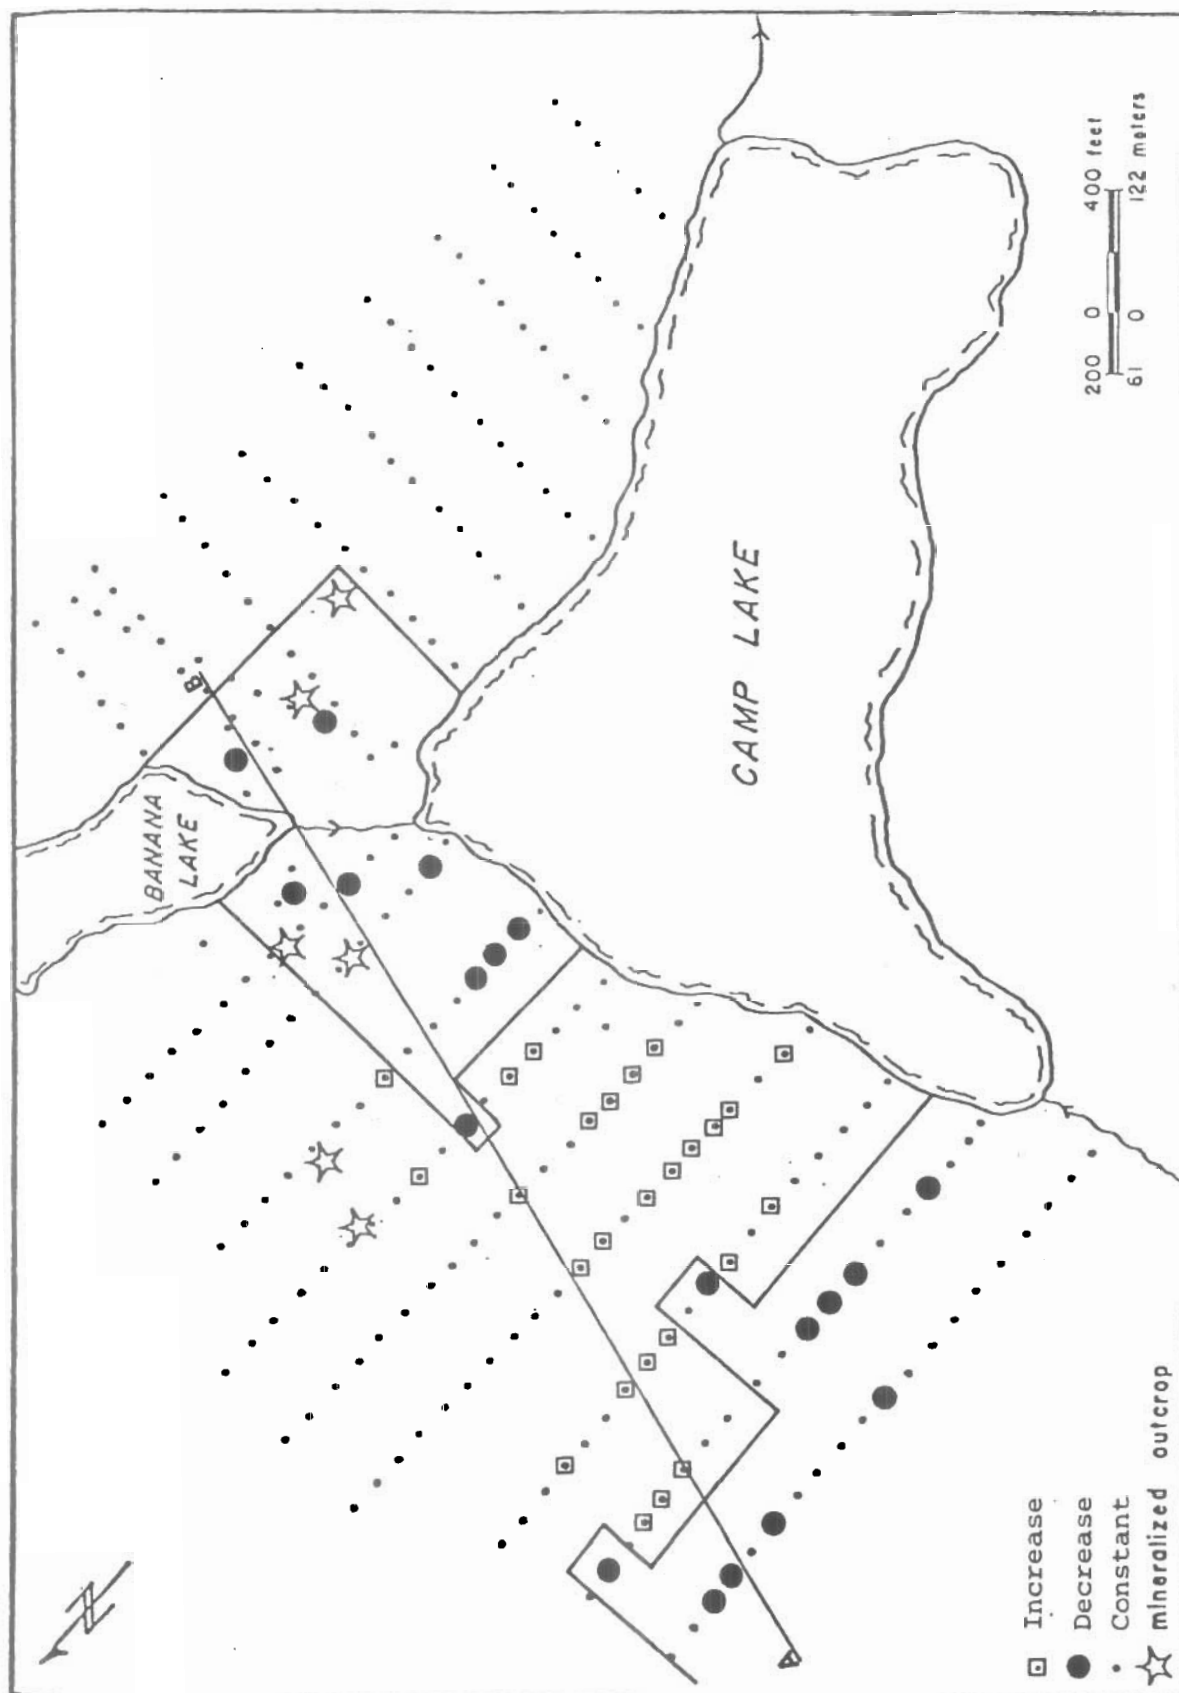 BANANA
LAKE
CAMP LAKE
B
A
N
200 0 400 feet
61 0 122 meters
Increase
Decrease
Constant
mineralized outcrop